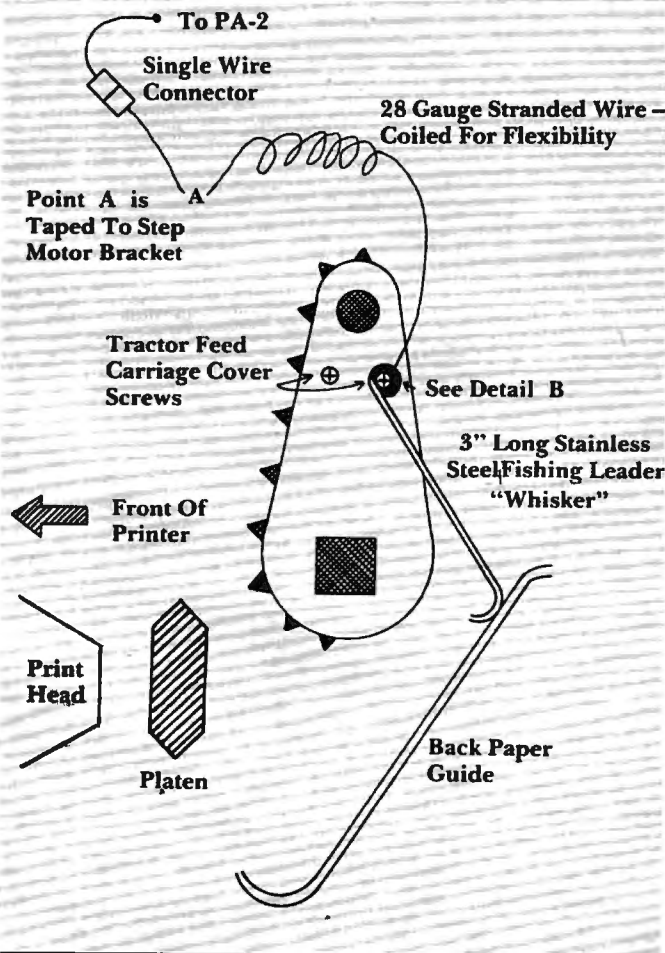 To PA-2
Single Wire
Connector
28 Gauge Stranded Wire –
Coiled For Flexibility
A
Point A is
Taped To Step
Motor Bracket
Tractor Feed
Carriage Cover
Screws
See Detail B
3" Long Stainless
Steel Fishing Leader
"Whisker"
Front Of
Printer
Print
Head
Platen
Back Paper
Guide